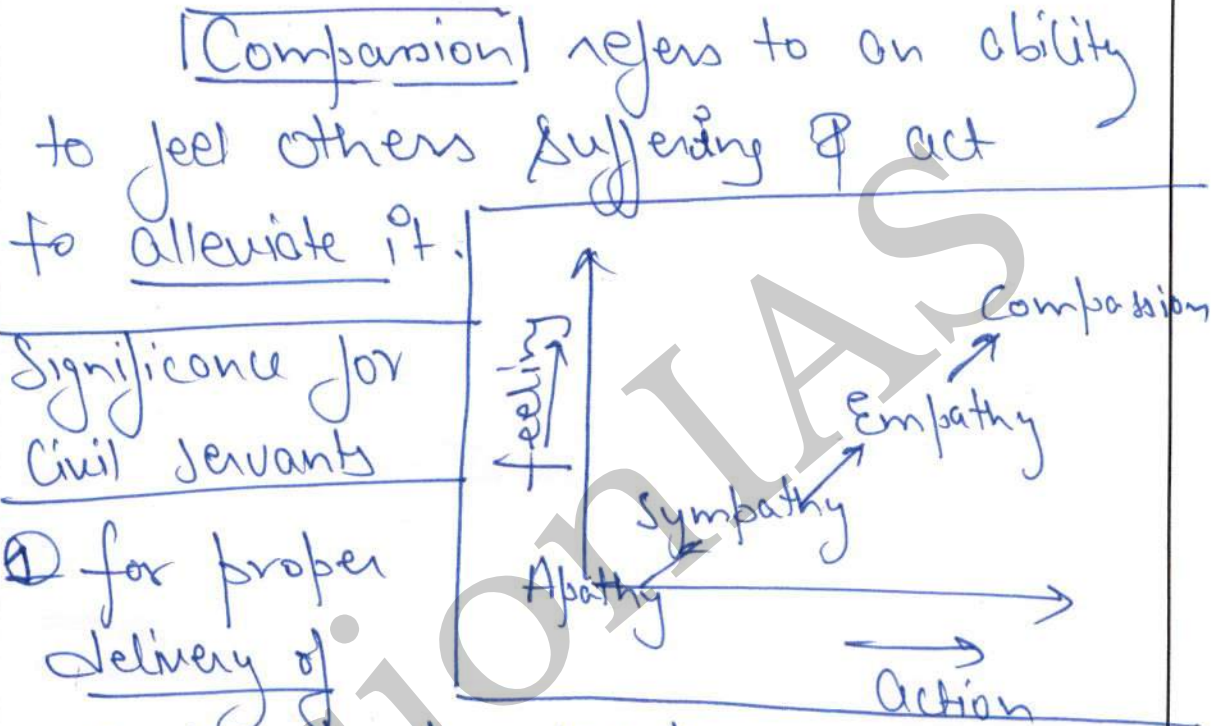 Compassion refers to an ability
to feel others suffering & act
to alleviate it.
Significance for
Civil Servants
① for proper
delivery of
feeling
Compassion
Empathy
Sympathy
Apathy
Action
ionIAS